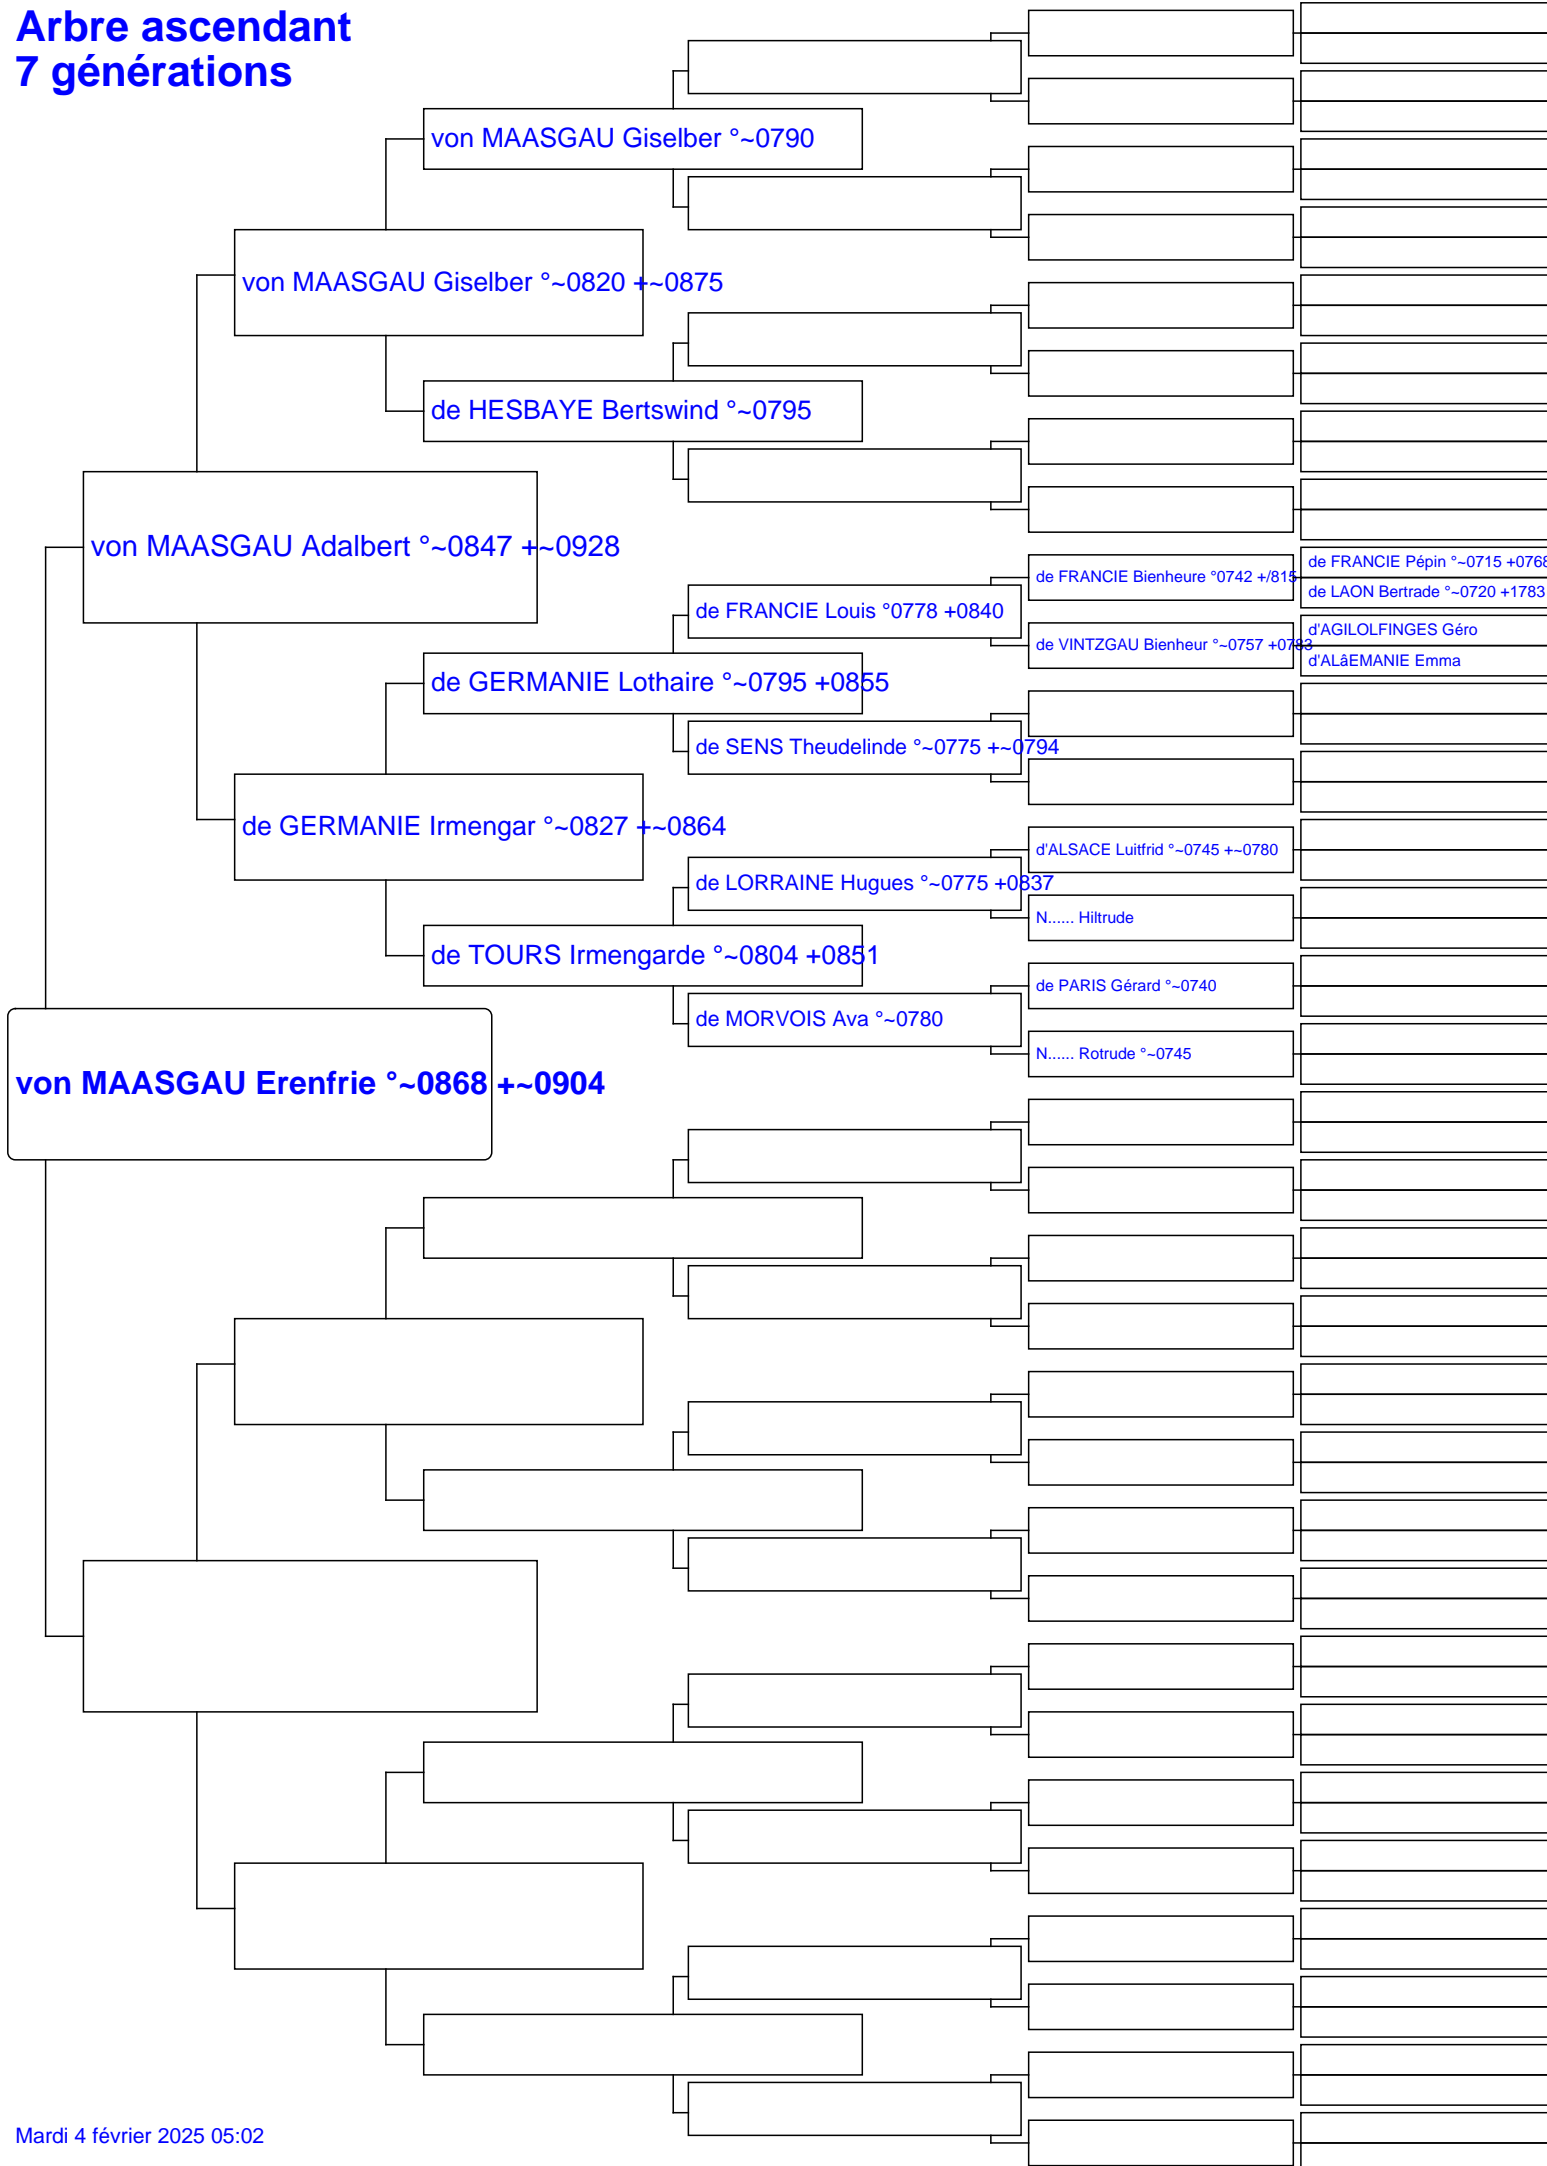 Arbre ascendant
7 générations
von MAASGAU Giselber °~0790
von MAASGAU Giselber °~0820 +~0875
de HESBAYE Bertswind °~0795
von MAASGAU Adalbert °~0847 +~0928
de FRANCIE Bienheure °0742 +/815
de FRANCIE Pépin °~0715 +0768
de LAON Bertrade °~0720 +1783
de FRANCIE Louis °0778 +0840
de VINTZGAU Bienheur °~0757 +0783
d'AGILOLFINGES Géro
d'ALâEMANIE Emma
de GERMANIE Lothaire °~0795 +0855
de SENS Theudelinde °~0775 +~0794
de GERMANIE Irmengar °~0827 +~0864
d'ALSACE Luitfrid °~0745 +~0780
de LORRAINE Hugues °~0775 +0837
N...... Hiltrude
de TOURS Irmengarde °~0804 +0851
de PARIS Gérard °~0740
de MORVOIS Ava °~0780
N...... Rotrude °~0745
von MAASGAU Erenfrie °~0868 +~0904
Mardi 4 février 2025 05:02